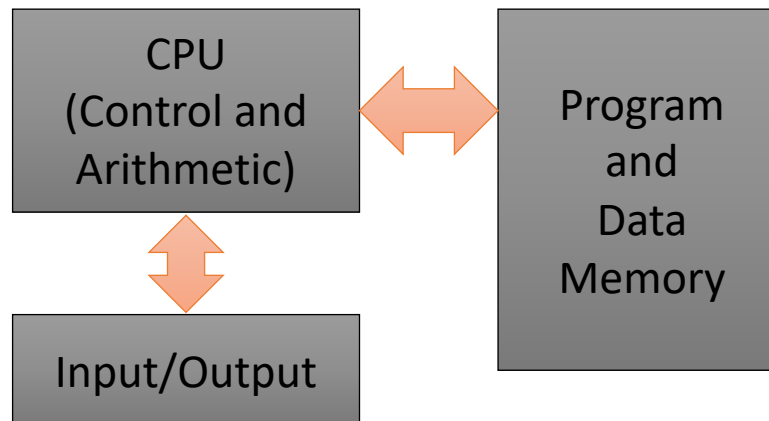 CPU
(Control and
Arithmetic)
Program
and
Data
Memory
Input/Output